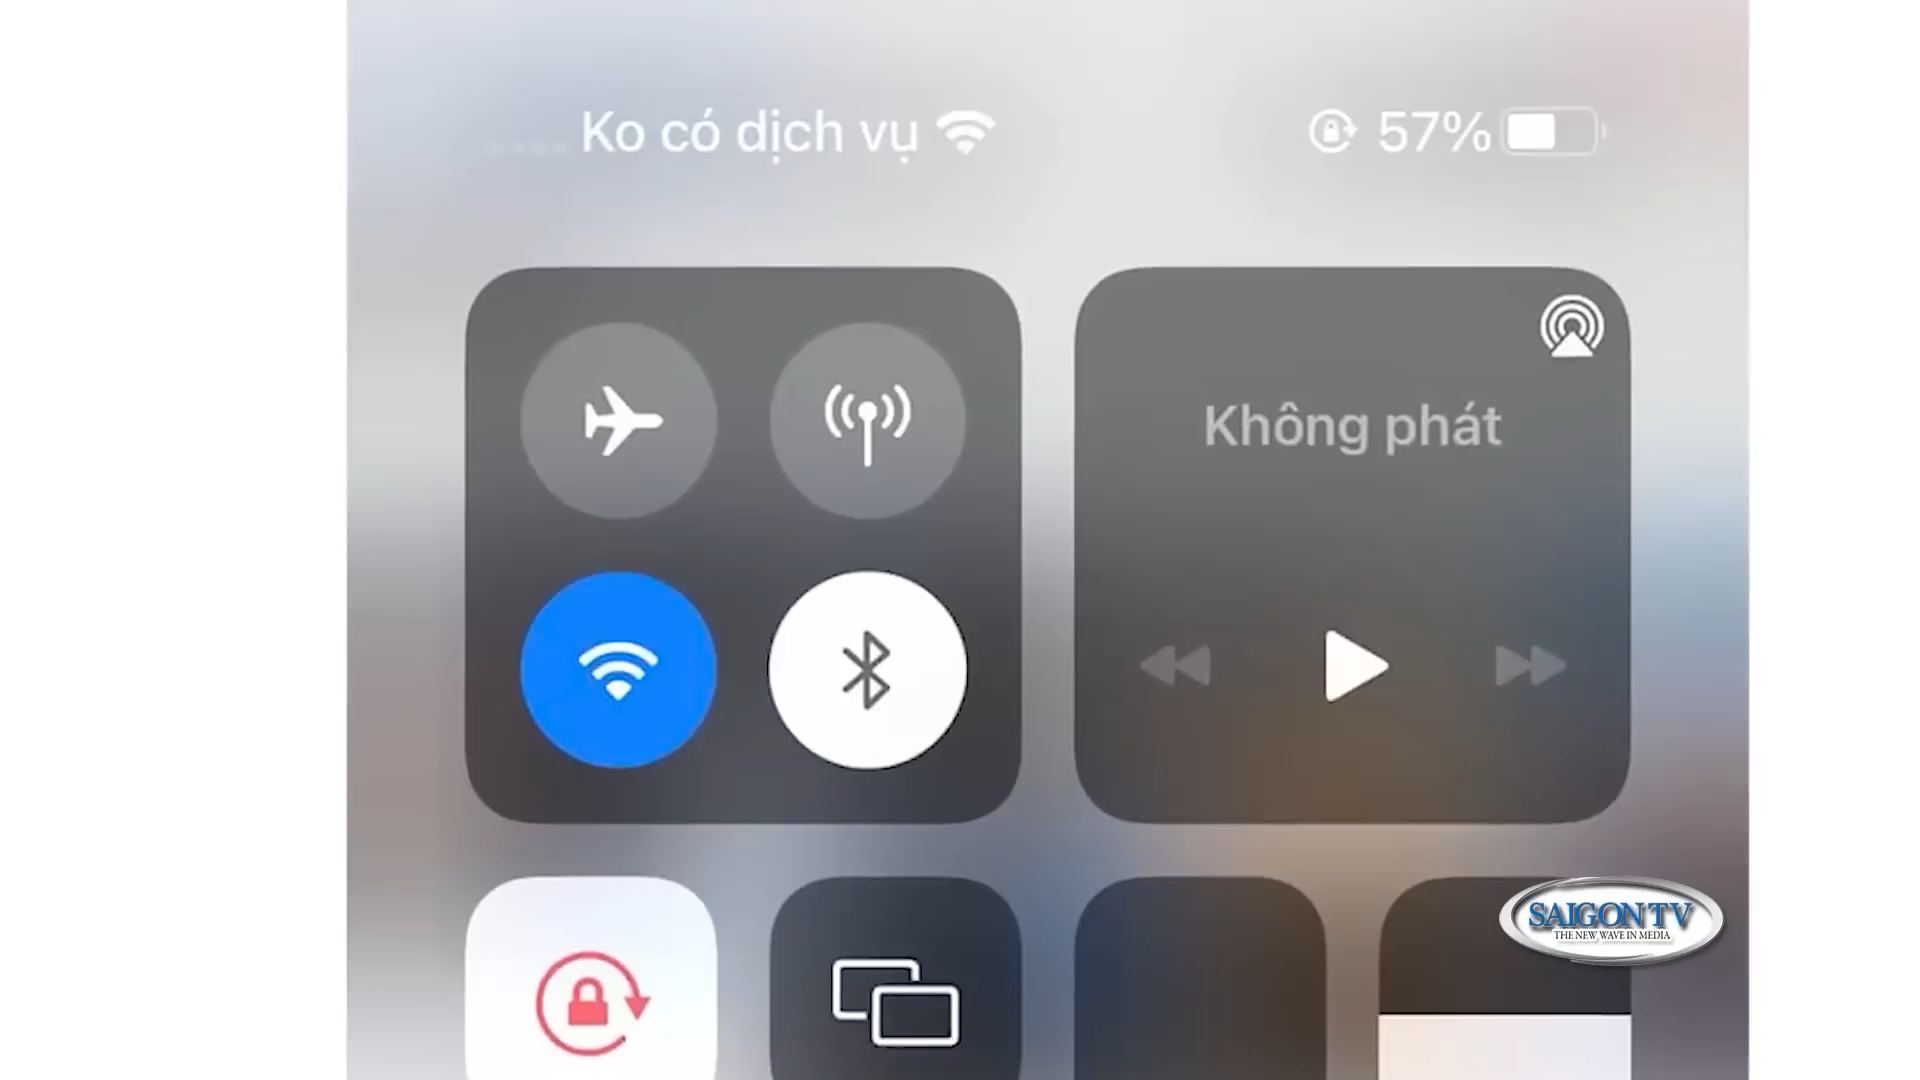 Ko có dịch vụ
57%
Không phát
SAIGON TV
THE NEW WAVE IN MEDIA